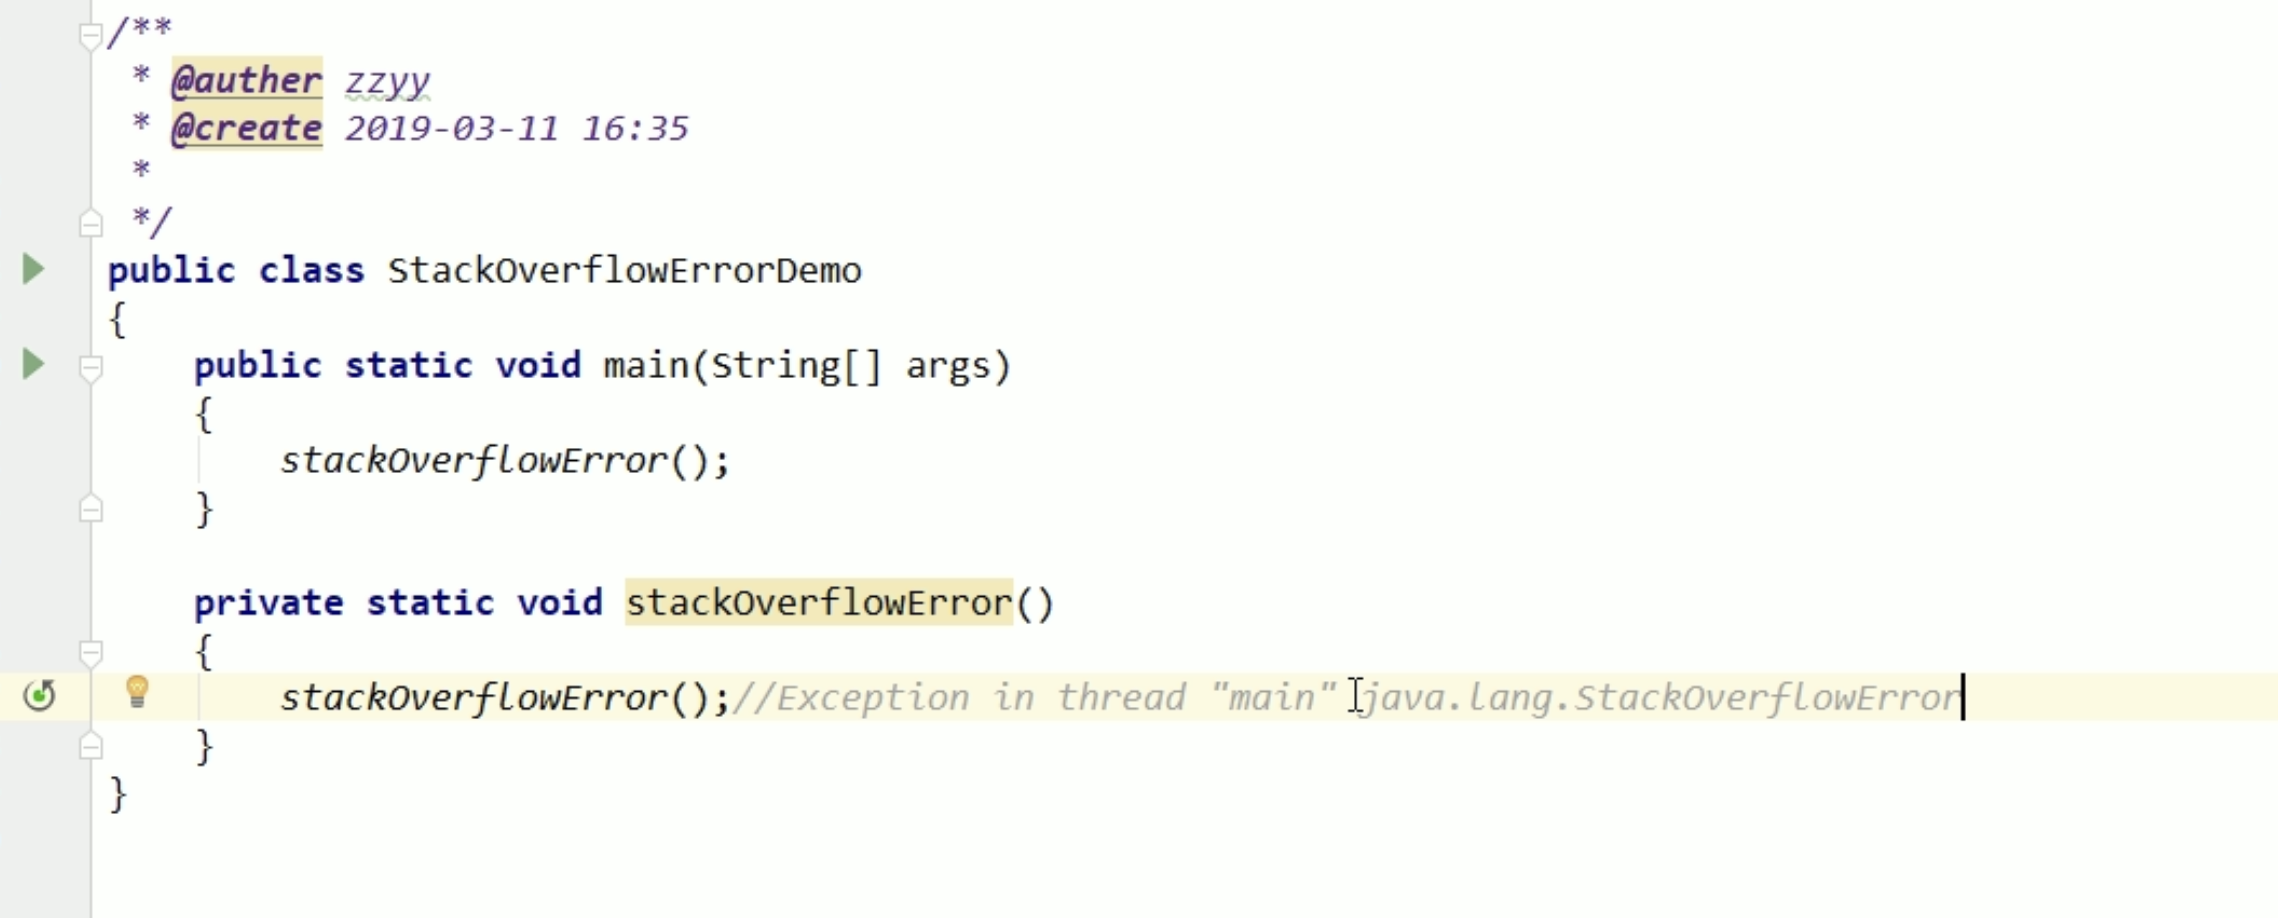 /**
 * @auther zzyy
 * @create 2019-03-11 16:35
 *
 */
public class StackOverflowErrorDemo
{
    public static void main(String[] args)
    {
        stackOverflowError();
    }

    private static void stackOverflowError()
    {
        stackOverflowError();//Exception in thread "main" java.lang.StackOverflowError
    }
}